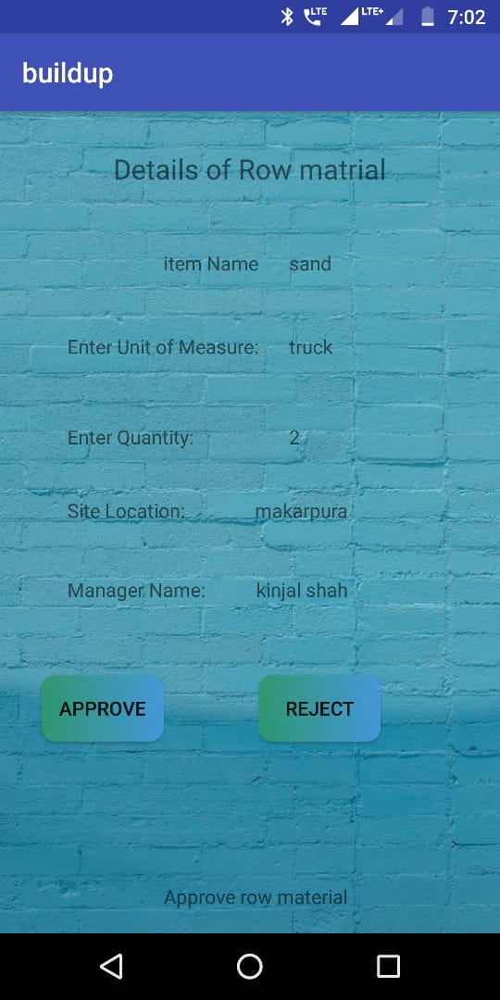 LTE LTE+ 7:02
buildup
Details of Row matrial
item Name sand
Enter Unit of Measure: truck
Enter Quantity: 2
Site Location: makarpura
Manager Name: kinjal shah
APPROVE REJECT
Approve row material